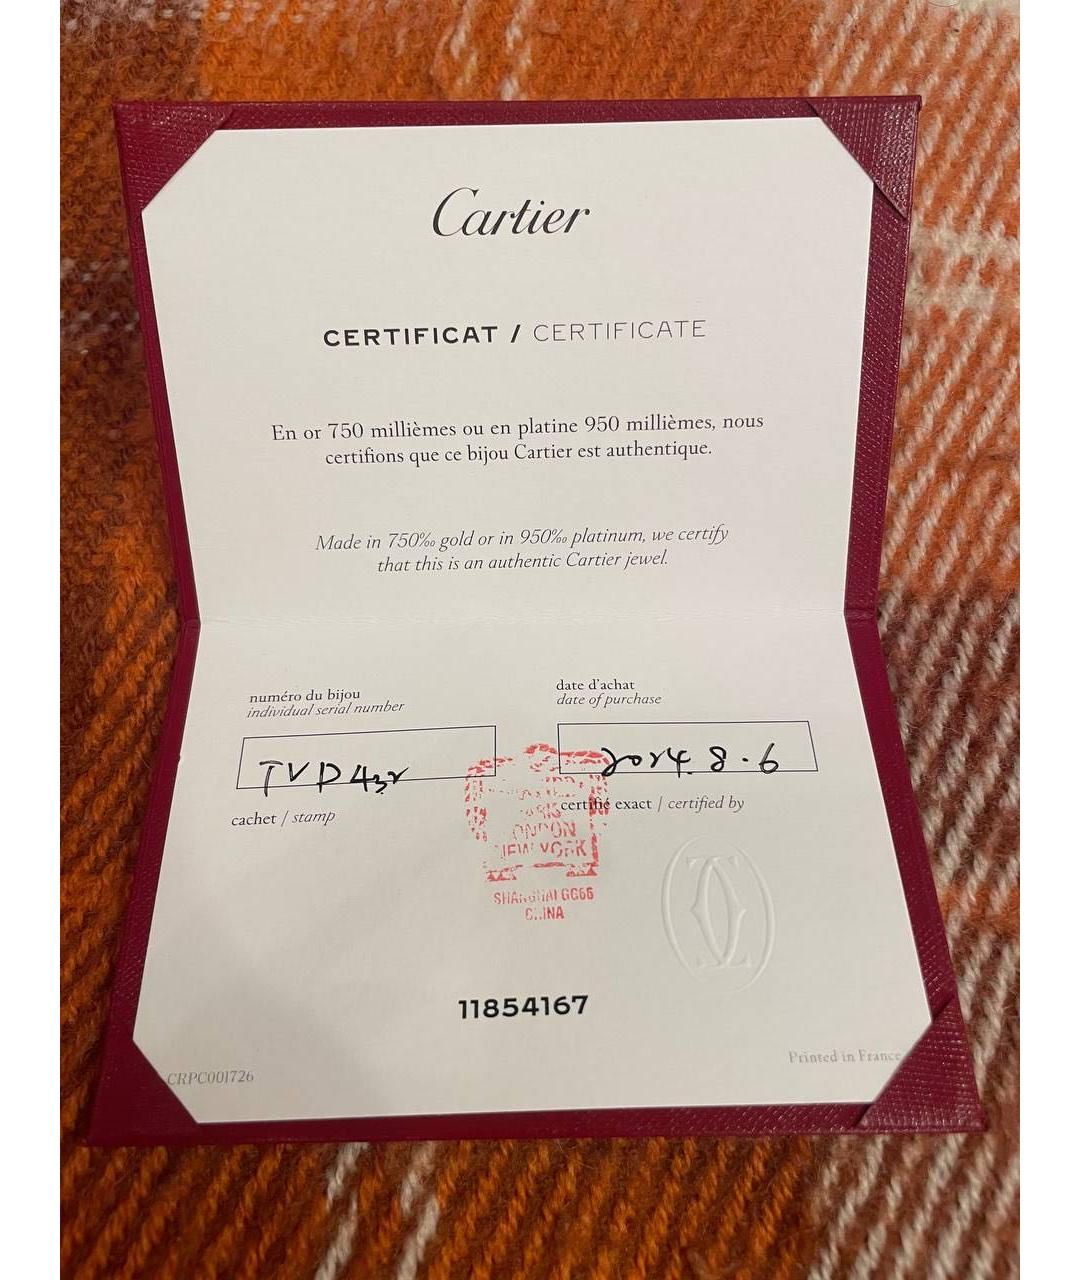 Cartier
CERTIFICAT / CERTIFICATE
En or 750 millièmes ou en platine 950 millièmes, nous
certifions que ce bijou Cartier est authentique.
Made in 750‰ gold or in 950‰ platinum, we certify
that this is an authentic Cartier jewel.
numéro du bijou
individual serial number
date d'achat
date of purchase
cachet / stamp
certifié exact / certified by
LONDON
NEW YORK
SHANGHAI GG66
CHINA
11854167
CRPC001726
Printed in France